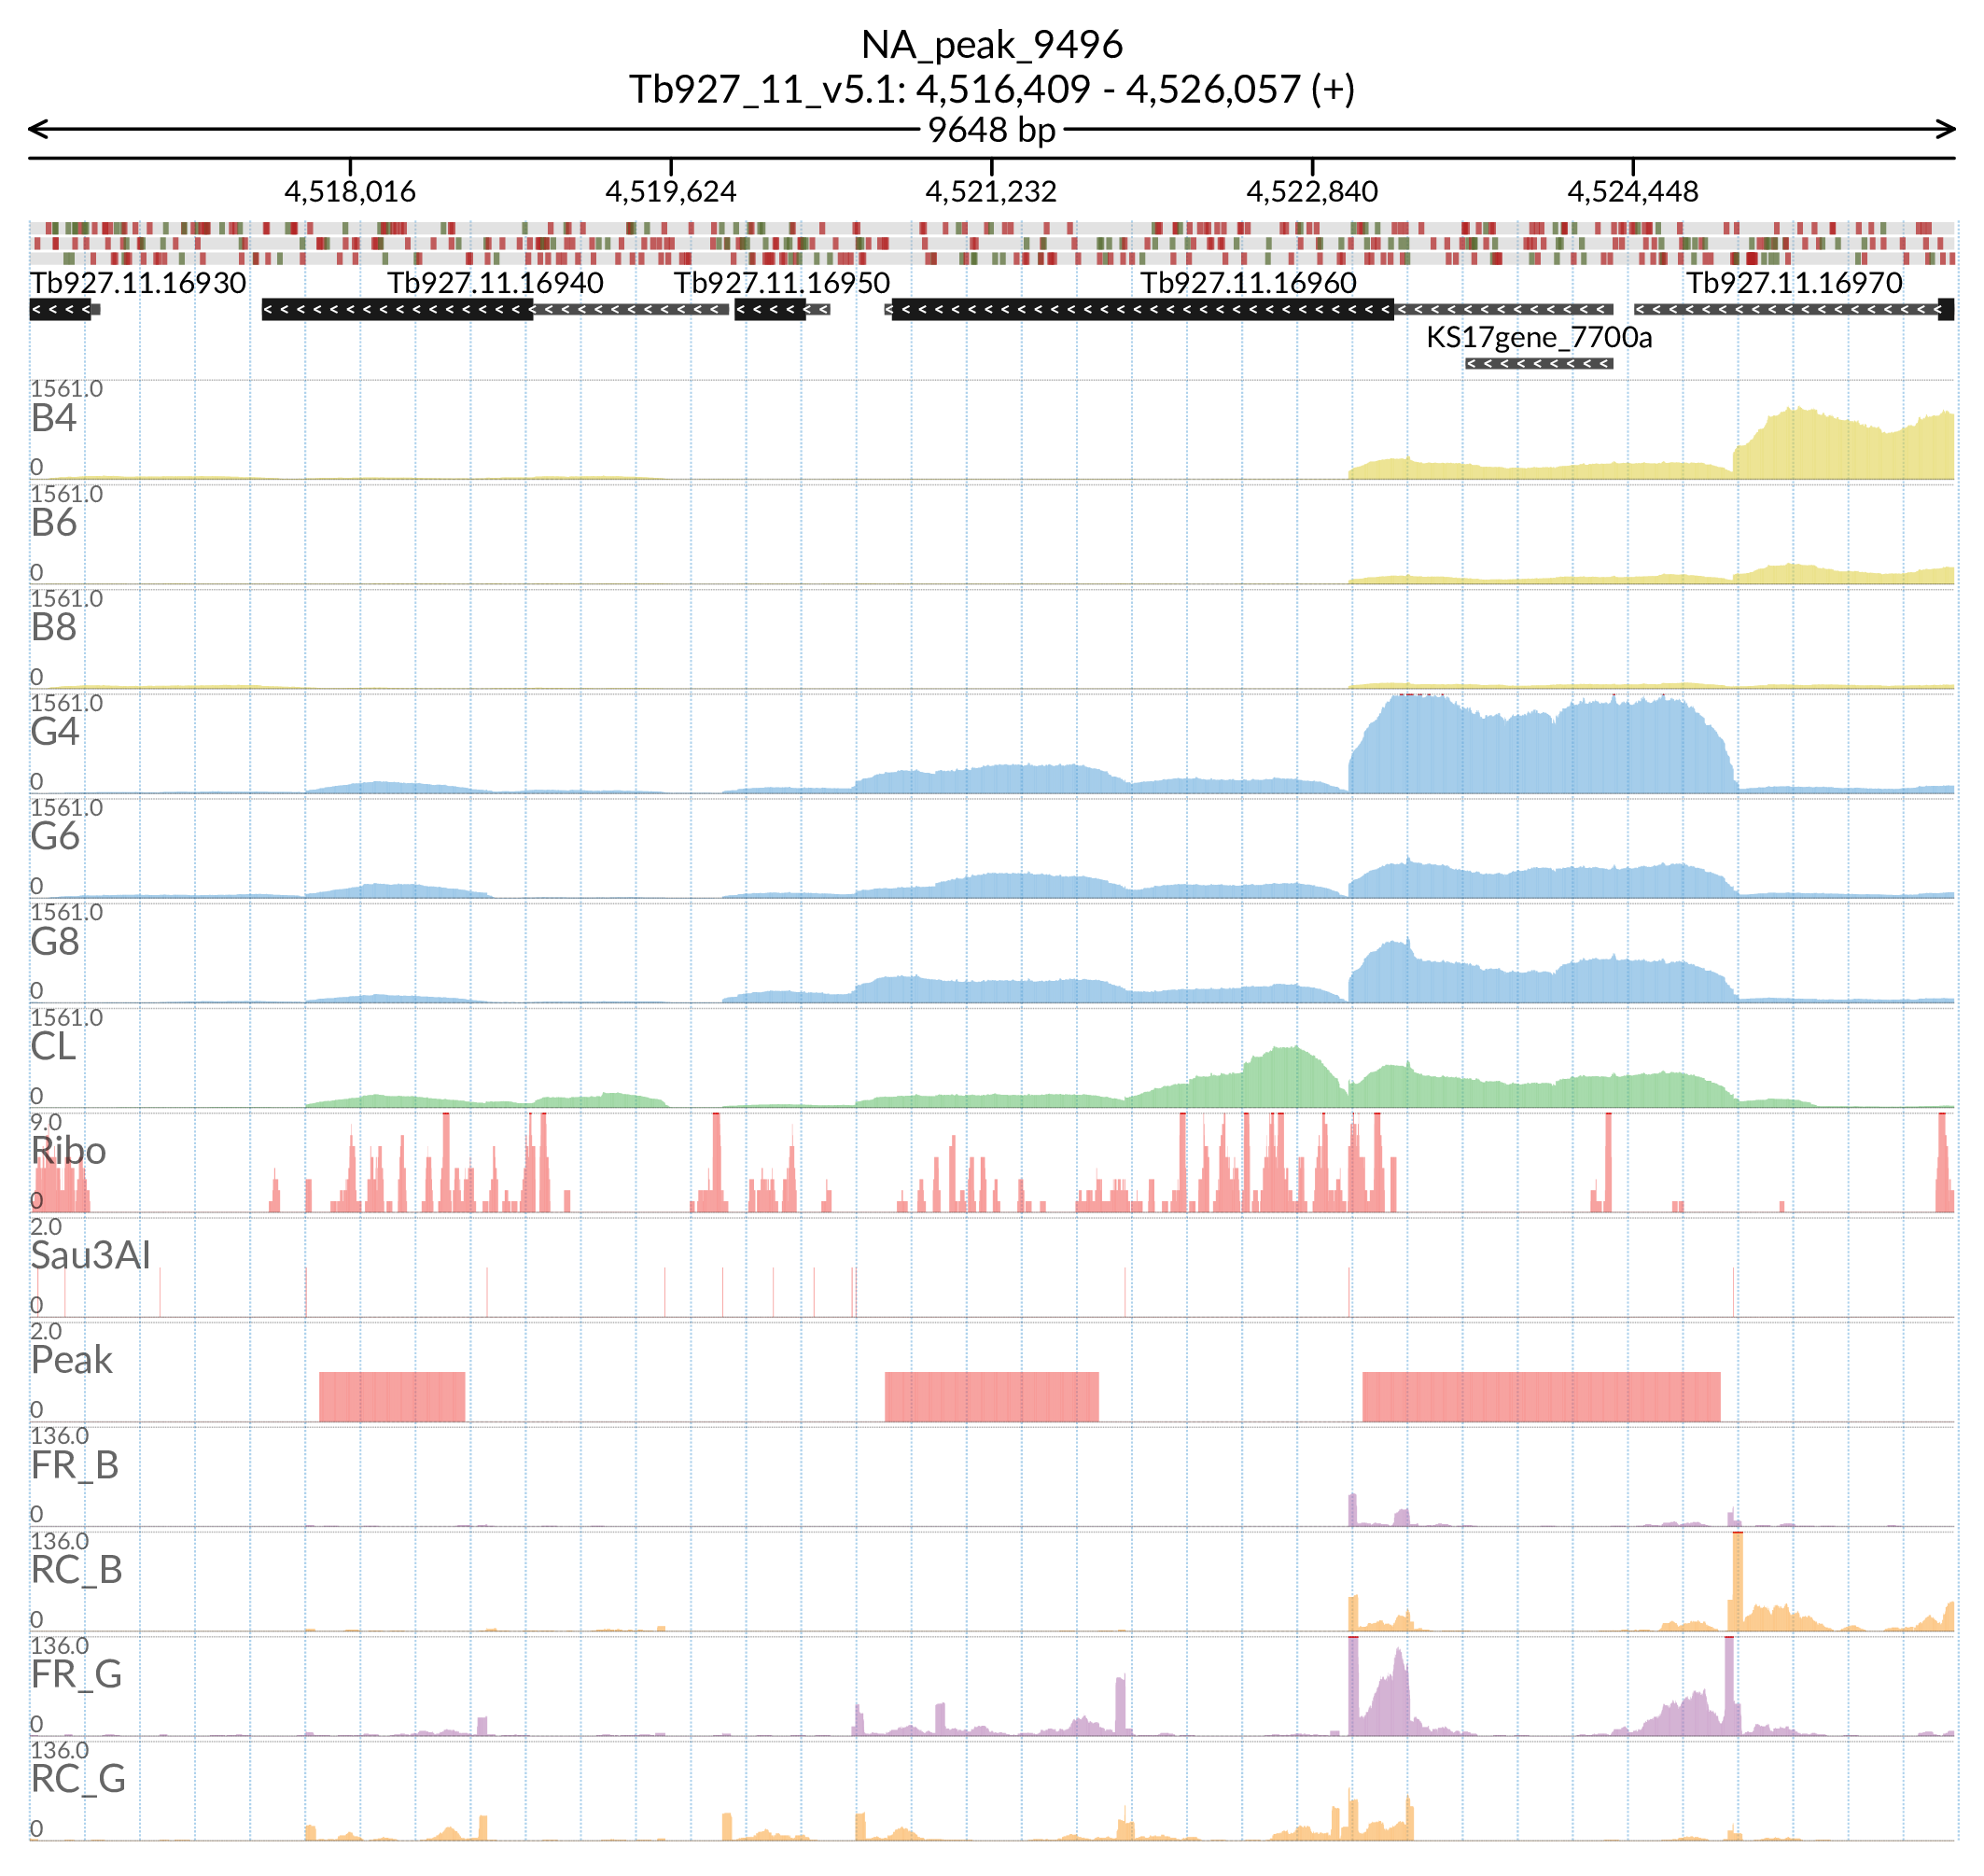 NA_peak_9496
Tb927_11_v5.1: 4,516,409 - 4,526,057 (+)
9648 bp
4,518,016 4,519,624 4,521,232 4,522,840 4,524,448
Tb927.11.16930 Tb927.11.16940 Tb927.11.16950 Tb927.11.16960 Tb927.11.16970
KS17gene_7700a
1561.0
B4
0
1561.0
B6
0
1561.0
B8
0
1561.0
G4
0
1561.0
G6
0
1561.0
G8
0
1561.0
CL
0
9.0
Ribo
0
2.0
Sau3AI
0
2.0
Peak
0
136.0
FR_B
0
136.0
RC_B
0
136.0
FR_G
0
136.0
RC_G
0